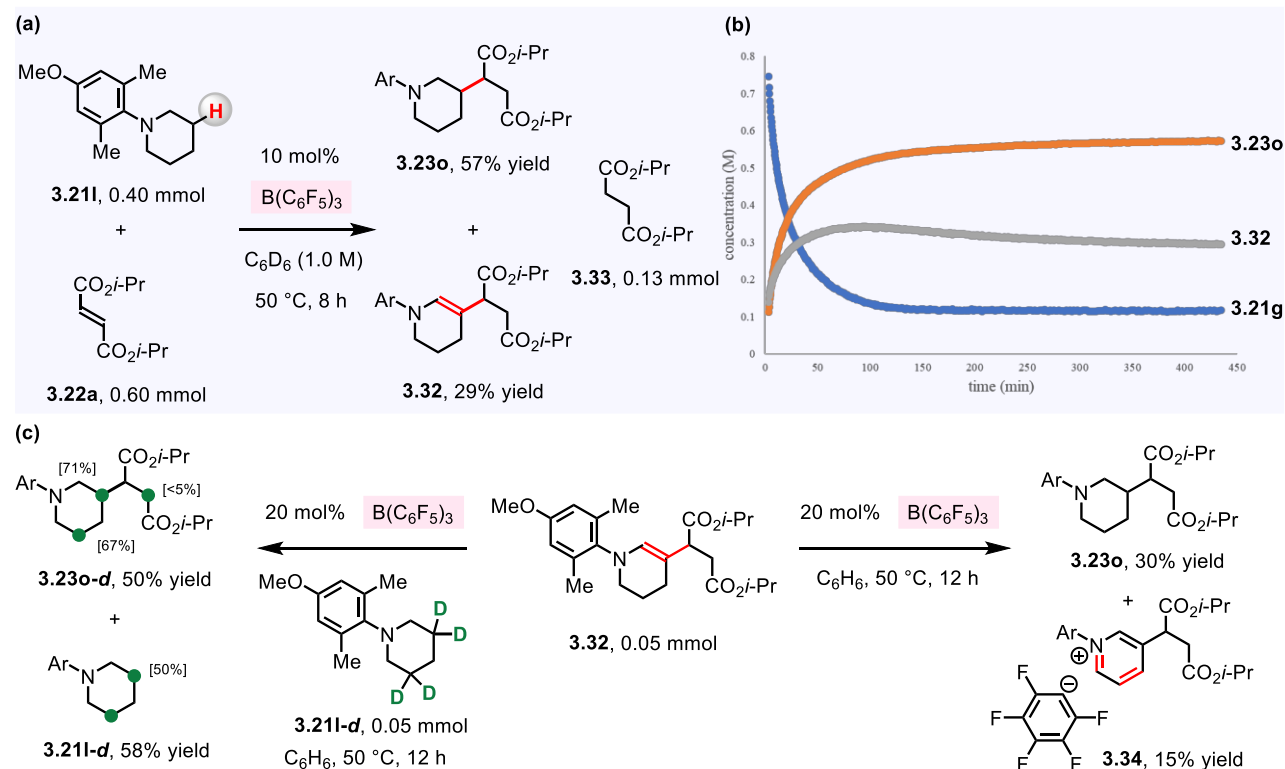 (a)
MeO
Me
N
H
Me
3.21l, 0.40 mmol
+
CO2i-Pr
CO2i-Pr
3.22a, 0.60 mmol
10 mol%
B(C6F5)3
C6D6 (1.0 M)
50 °C, 8 h
CO2i-Pr
Ar
N
CO2i-Pr
3.23o, 57% yield
+
CO2i-Pr
CO2i-Pr
3.33, 0.13 mmol
CO2i-Pr
Ar
N
CO2i-Pr
3.32, 29% yield
(b)
concentration (M)
0.8
0.7
0.6
0.5
0.4
0.3
0.2
0.1
0
0 50 100 150 200 250 300 350 400 450
time (min)
3.23o
3.32
3.21g
(c)
CO2i-Pr
[71%]
Ar
[<5%]
N
CO2i-Pr
[67%]
3.23o-d, 50% yield
+
Ar
N
[50%]
3.21l-d, 58% yield
20 mol% B(C6F5)3
MeO
Me
N
D
D
Me
D D
3.21l-d, 0.05 mmol
C6H6, 50 °C, 12 h
MeO
Me
CO2i-Pr
N
Me
CO2i-Pr
3.32, 0.05 mmol
20 mol% B(C6F5)3
C6H6, 50 °C, 12 h
CO2i-Pr
Ar
N
CO2i-Pr
3.23o, 30% yield
+
CO2i-Pr
Ar
N
⊕
CO2i-Pr
F
⊖
F
F
F
F
3.34, 15% yield